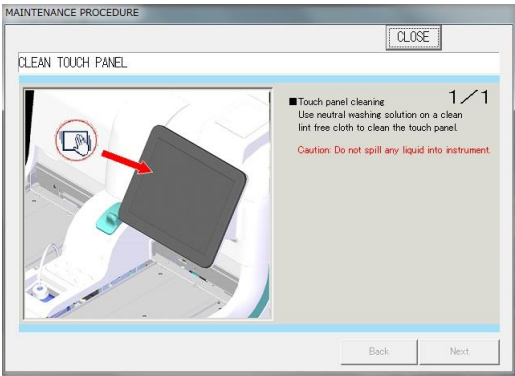 MAINTENANCE PROCEDURE
CLOSE
CLEAN TOUCH PANEL
■Touch panel cleaning 1／1
Use neutral washing solution on a clean
lint free cloth to clean the touch panel.
Caution: Do not spill any liquid into instrument.
Back Next